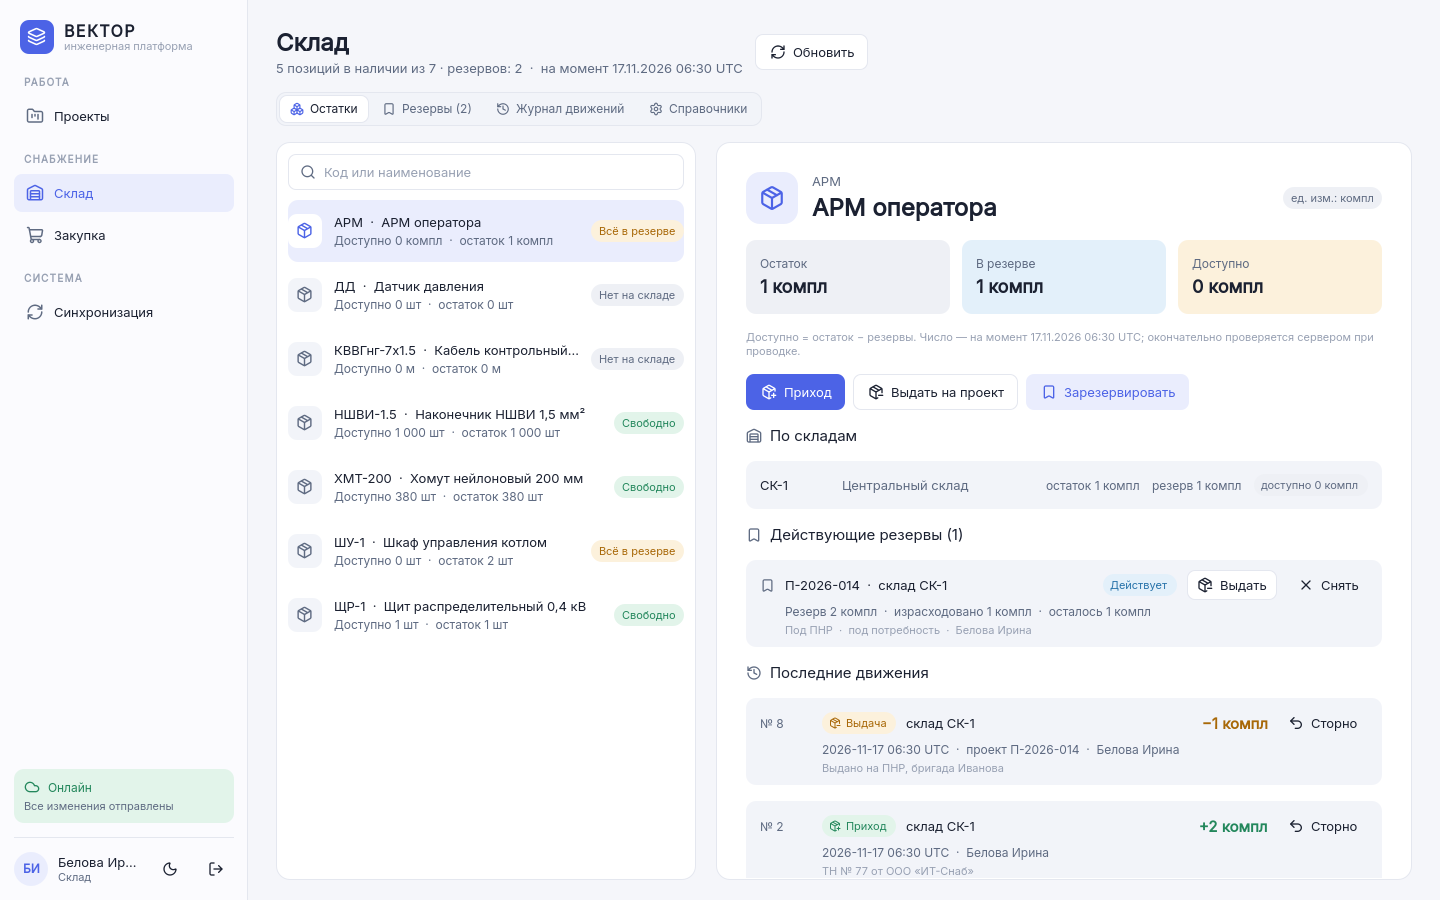 ВЕКТОР
инженерная платформа
РАБОТА
Проекты
СНАБЖЕНИЕ
Склад
Закупка
СИСТЕМА
Синхронизация
Онлайн
Все изменения отправлены
БИ
Белова Ир...
Склад
Склад
5 позиций в наличии из 7 · резервов: 2 · на момент 17.11.2026 06:30 UTC
Обновить
Остатки
Резервы (2)
Журнал движений
Справочники
Код или наименование
АРМ · АРМ оператора
Доступно 0 компл · остаток 1 компл
Всё в резерве
ДД · Датчик давления
Доступно 0 шт · остаток 0 шт
Нет на складе
КВВГнг-7х1.5 · Кабель контрольный...
Доступно 0 м · остаток 0 м
Нет на складе
НШВИ-1.5 · Наконечник НШВИ 1,5 мм²
Доступно 1 000 шт · остаток 1 000 шт
Свободно
ХМТ-200 · Хомут нейлоновый 200 мм
Доступно 380 шт · остаток 380 шт
Свободно
ШУ-1 · Шкаф управления котлом
Доступно 0 шт · остаток 2 шт
Всё в резерве
ЩР-1 · Щит распределительный 0,4 кВ
Доступно 1 шт · остаток 1 шт
Свободно
АРМ
АРМ оператора
ед. изм.: компл
Остаток
1 компл
В резерве
1 компл
Доступно
0 компл
Доступно = остаток − резервы. Число — на момент 17.11.2026 06:30 UTC; окончательно проверяется сервером при
проводке.
Приход
Выдать на проект
Зарезервировать
По складам
СК-1 Центральный склад остаток 1 компл резерв 1 компл доступно 0 компл
Действующие резервы (1)
П-2026-014 · склад СК-1 Действует Выдать Снять
Резерв 2 компл · израсходовано 1 компл · осталось 1 компл
Под ПНР · под потребность · Белова Ирина
Последние движения
№ 8 Выдача склад СК-1 −1 компл Сторно
2026-11-17 06:30 UTC · проект П-2026-014 · Белова Ирина
Выдано на ПНР, бригада Иванова
№ 2 Приход склад СК-1 +2 компл Сторно
2026-11-17 06:30 UTC · Белова Ирина
ТН № 77 от ООО «ИТ-Снаб»